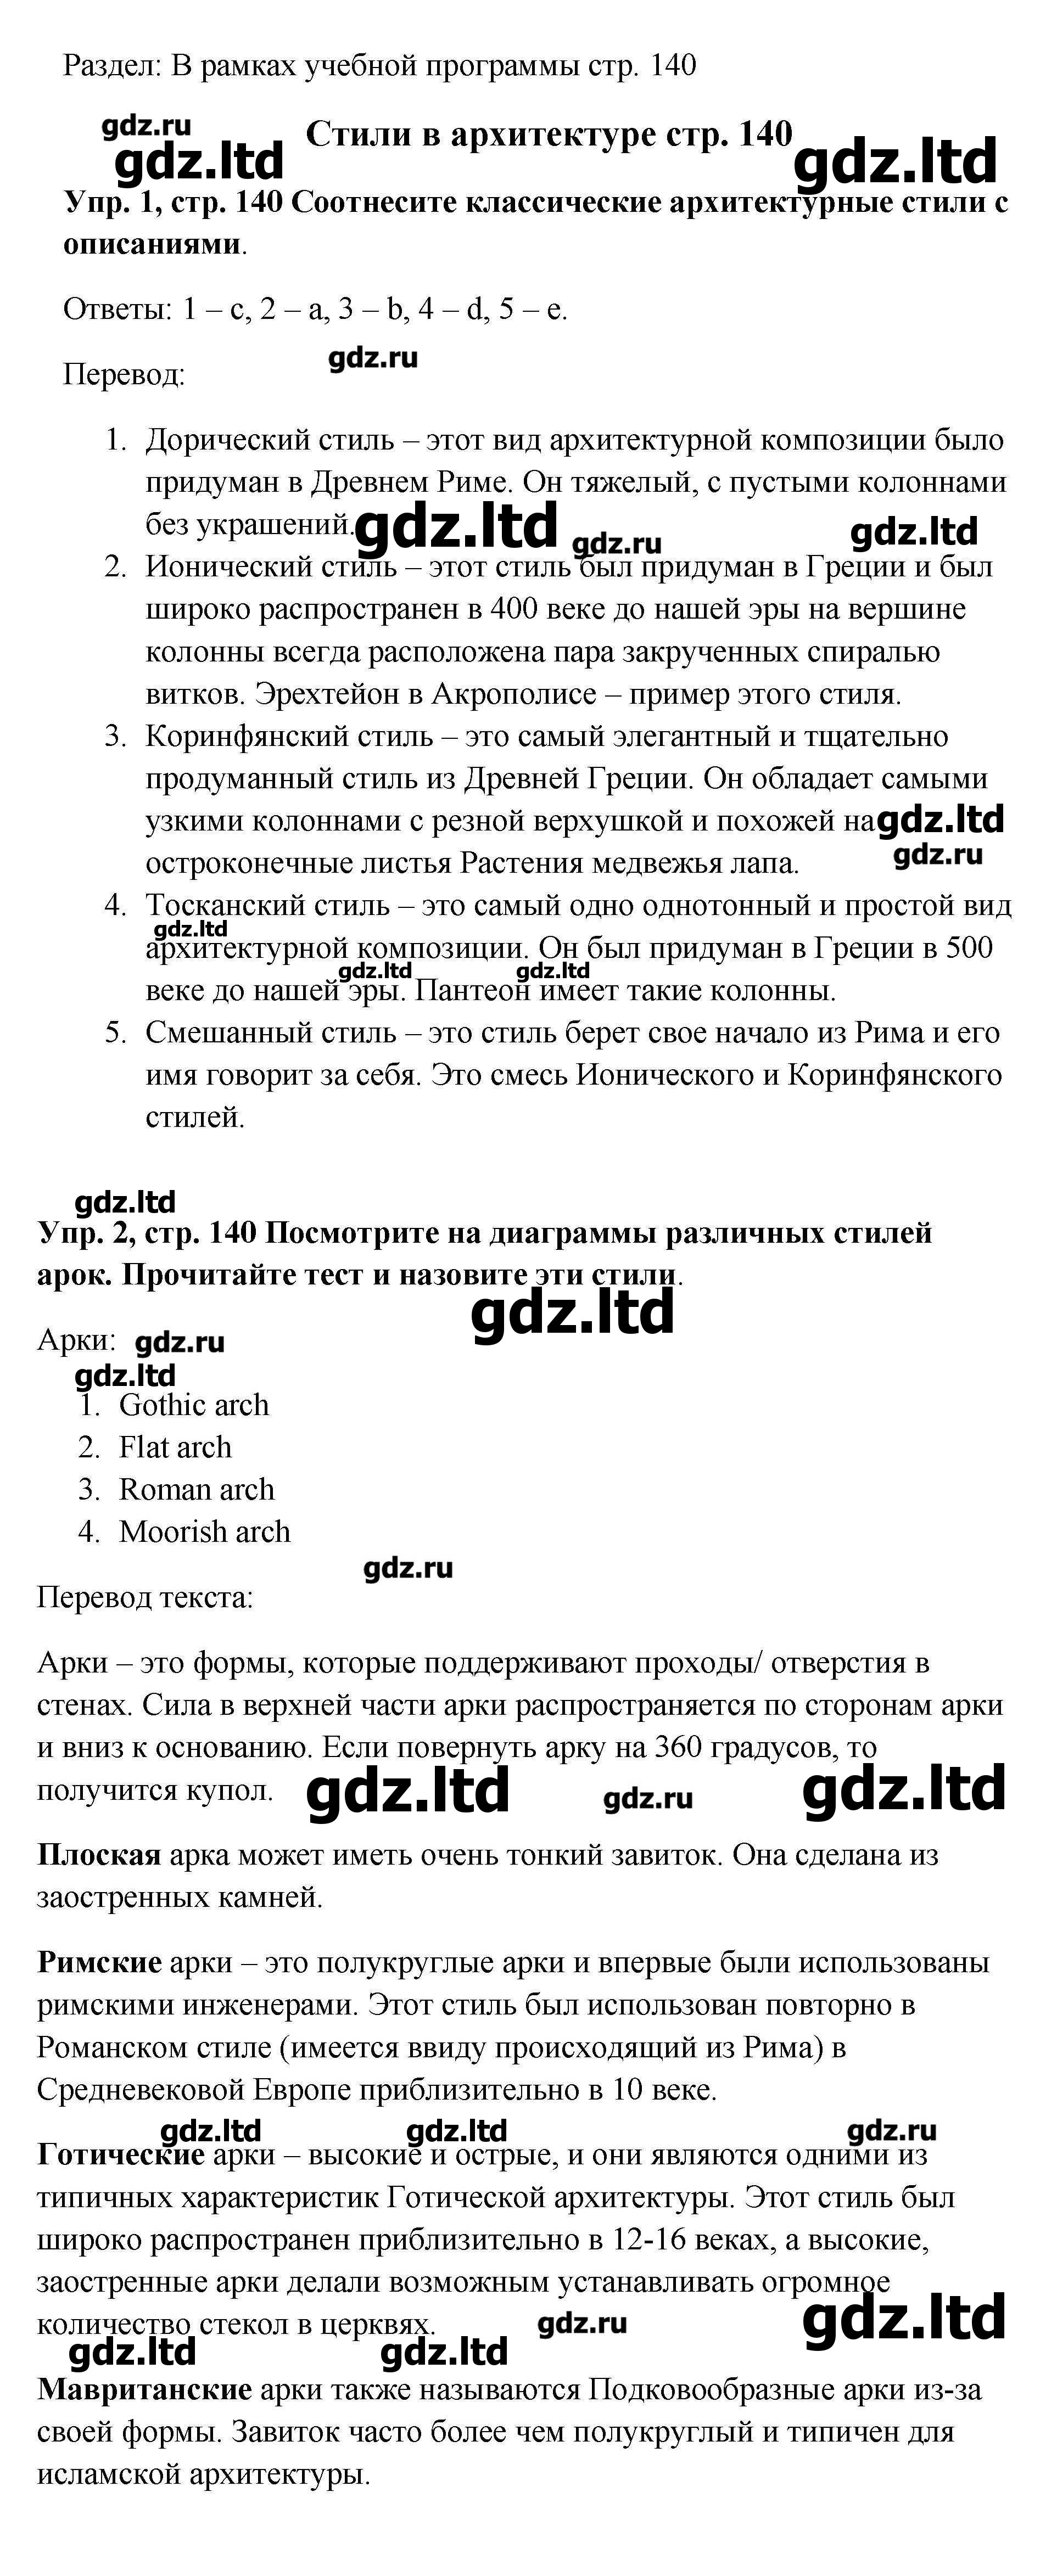 Раздел: В рамках учебной программы стр. 140
gdz.ru
Стили в архитектуре стр. 140
gdz.ltd
gdz.ltd
Упр. 1, стр. 140 Соотнесите классические архитектурные стили с
описаниями.
Ответы: 1 – c, 2 – a, 3 – b, 4 – d, 5 – e.
gdz.ru
Перевод:
1. Дорический стиль – этот вид архитектурной композиции было
придуман в Древнем Риме. Он тяжелый, с пустыми колоннами
без украшений.
gdz.ltd
gdz.ru
gdz.ltd
2. Ионический стиль – этот стиль был придуман в Греции и был
широко распространен в 400 веке до нашей эры на вершине
колонны всегда расположена пара закрученных спиралью
витков. Эрехтейон в Акрополисе – пример этого стиля.
3. Коринфянский стиль – это самый элегантный и тщательно
продуманный стиль из Древней Греции. Он обладает самыми
узкими колоннами с резной верхушкой и похожей на
gdz.ltd
gdz.ru
остроконечные листья Растения медвежья лапа.
4. Тосканский стиль – это самый одно однотонный и простой вид
gdz.ltd
архитектурной композиции. Он был придуман в Греции в 500
gdz.ltd
gdz.ltd
веке до нашей эры. Пантеон имеет такие колонны.
5. Смешанный стиль – это стиль берет свое начало из Рима и его
имя говорит за себя. Это смесь Ионического и Коринфянского
стилей.
gdz.ltd
Упр. 2, стр. 140 Посмотрите на диаграммы различных стилей
арок. Прочитайте тест и назовите эти стили.
gdz.ltd
Арки:
gdz.ru
gdz.ltd
1. Gothic arch
2. Flat arch
3. Roman arch
4. Moorish arch
gdz.ru
Перевод текста:
Арки – это формы, которые поддерживают проходы/ отверстия в
стенах. Сила в верхней части арки распространяется по сторонам арки
и вниз к основанию. Если повернуть арку на 360 градусов, то
получится купол.
gdz.ltd
gdz.ru
gdz.ltd
Плоская арка может иметь очень тонкий завиток. Она сделана из
заостренных камней.
Римские арки – это полукруглые арки и впервые были использованы
римскими инженерами. Этот стиль был использован повторно в
Романском стиле (имеется ввиду происходящий из Рима) в
Средневековой Европе приблизительно в 10 веке.
gdz.ltd
gdz.ltd
gdz.ru
Готические арки – высокие и острые, и они являются одними из
типичных характеристик Готической архитектуры. Этот стиль был
широко распространен приблизительно в 12-16 веках, а высокие,
заостренные арки делали возможным устанавливать огромное
количество стекол в церквях.
gdz.ru
gdz.ltd
gdz.ltd
gdz.ltd
Мавританские арки также называются Подковообразные арки из-за
своей формы. Завиток часто более чем полукруглый и типичен для
исламской архитектуры.